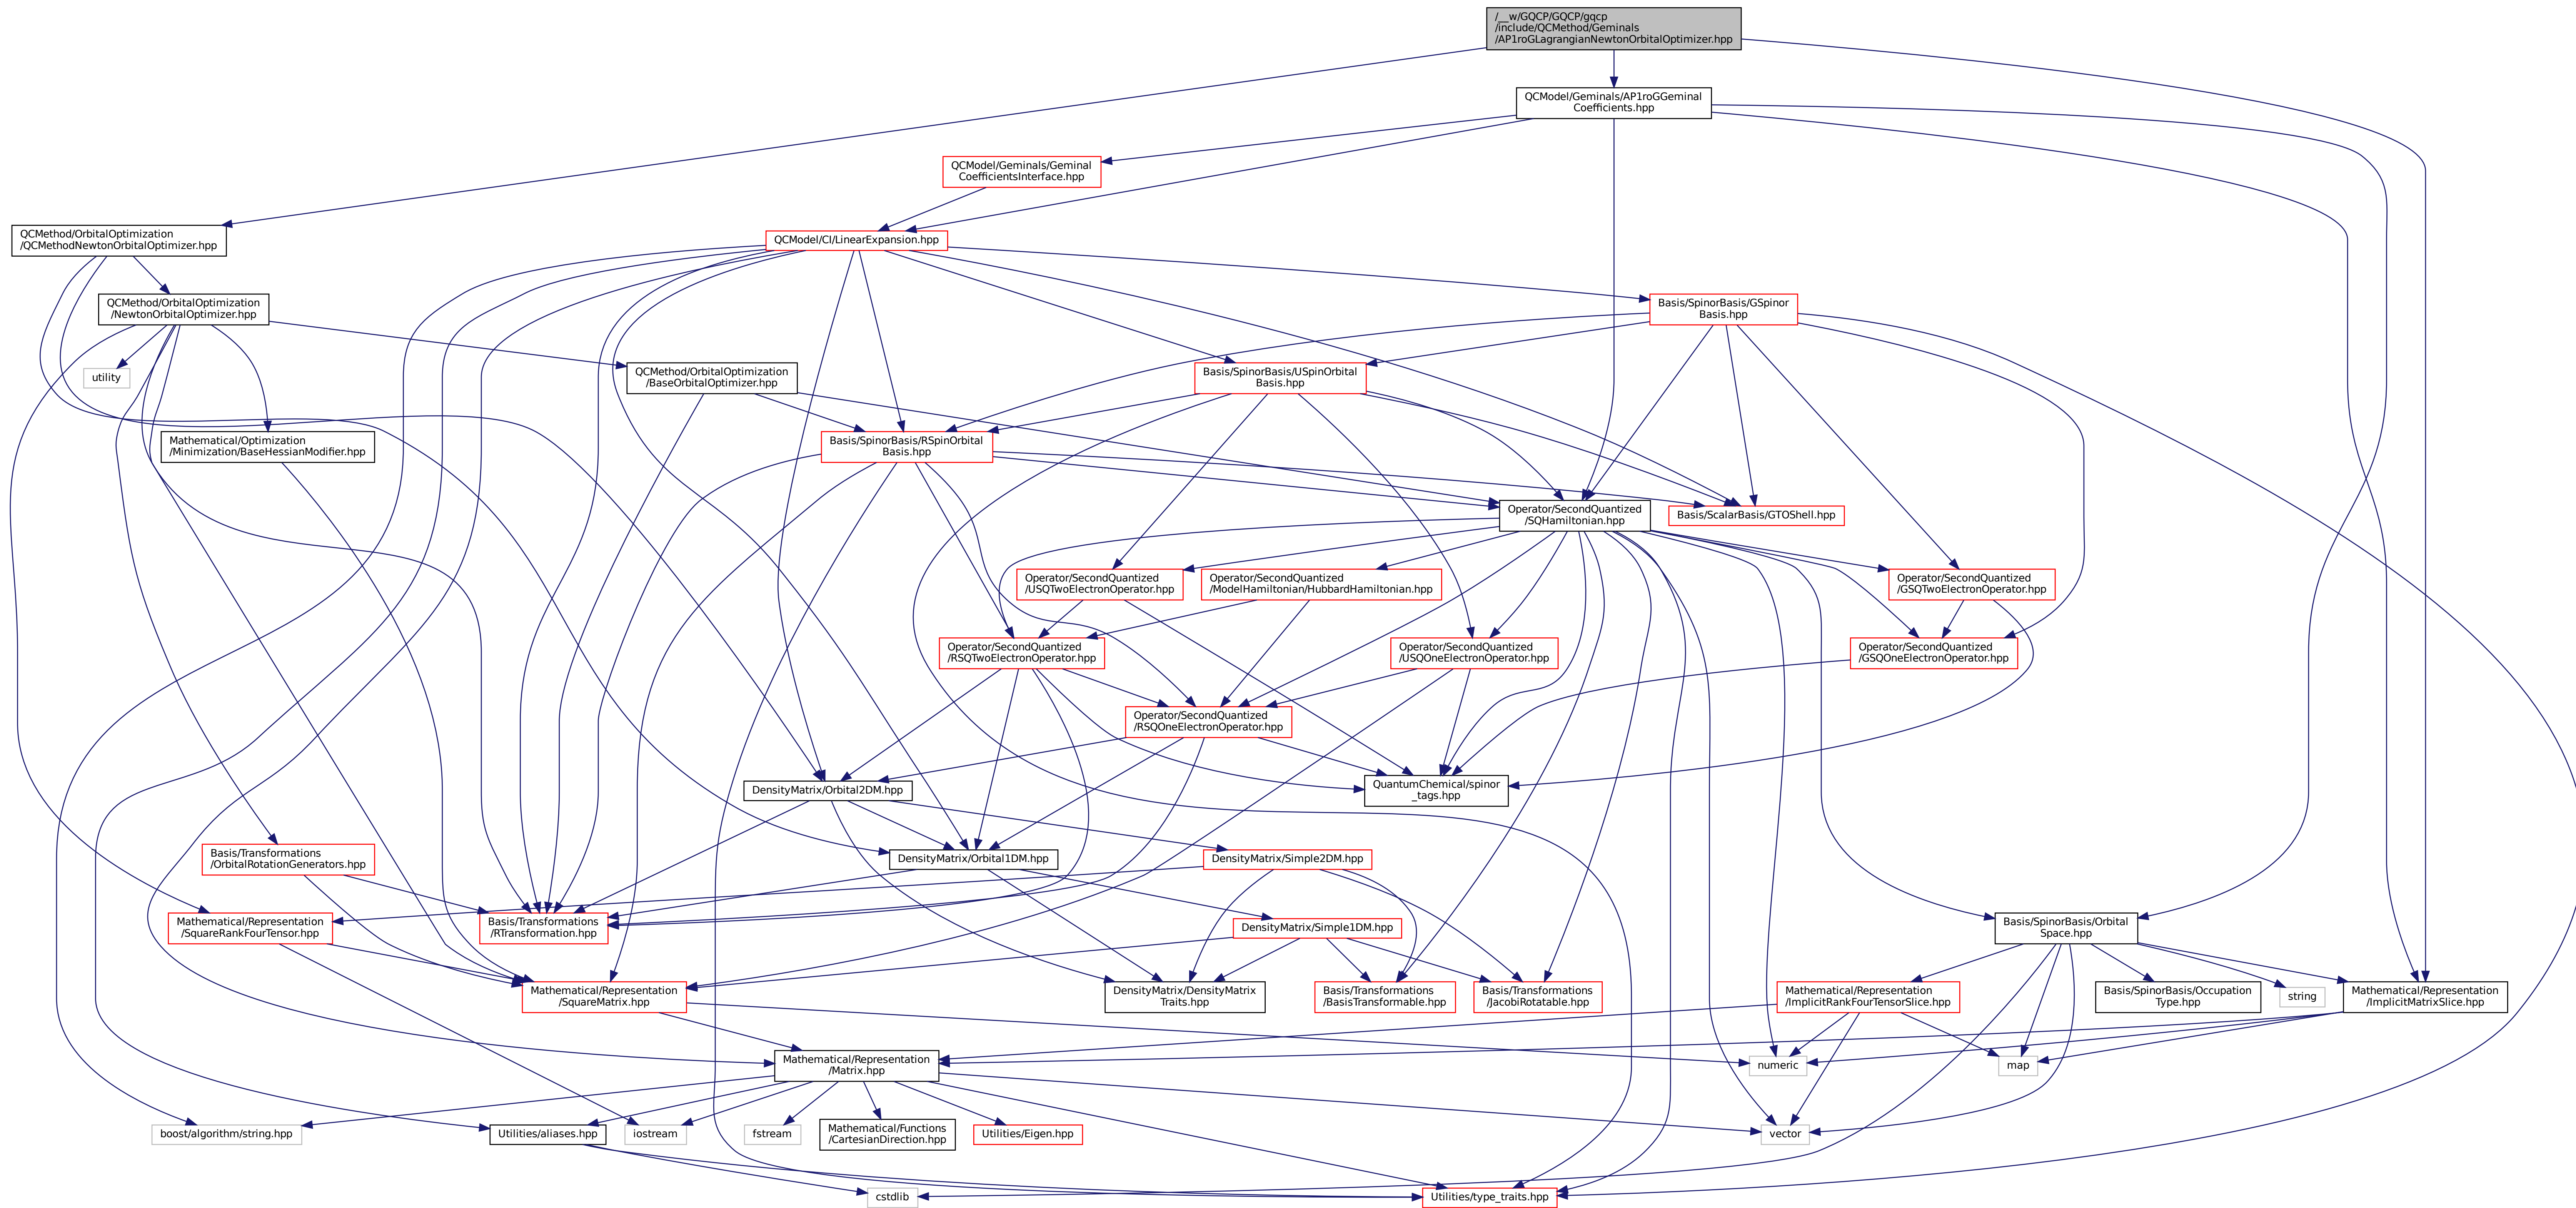 /__w/GQCP/GQCP/gqcp
/include/QCMethod/Geminals
/AP1roGLagrangianNewtonOrbitalOptimizer.hpp
QCModel/Geminals/AP1roGGeminal
Coefficients.hpp
QCModel/Geminals/Geminal
CoefficientsInterface.hpp
QCMethod/OrbitalOptimization
/QCMethodNewtonOrbitalOptimizer.hpp
QCModel/CI/LinearExpansion.hpp
QCMethod/OrbitalOptimization
/NewtonOrbitalOptimizer.hpp
Basis/SpinorBasis/GSpinor
Basis.hpp
utility
QCMethod/OrbitalOptimization
/BaseOrbitalOptimizer.hpp
Basis/SpinorBasis/USpinOrbital
Basis.hpp
Mathematical/Optimization
/Minimization/BaseHessianModifier.hpp
Basis/SpinorBasis/RSpinOrbital
Basis.hpp
Operator/SecondQuantized
/SQHamiltonian.hpp
Basis/ScalarBasis/GTOShell.hpp
Operator/SecondQuantized
/USQTwoElectronOperator.hpp
Operator/SecondQuantized
/ModelHamiltonian/HubbardHamiltonian.hpp
Operator/SecondQuantized
/GSQTwoElectronOperator.hpp
Operator/SecondQuantized
/RSQTwoElectronOperator.hpp
Operator/SecondQuantized
/USQOneElectronOperator.hpp
Operator/SecondQuantized
/GSQOneElectronOperator.hpp
Operator/SecondQuantized
/RSQOneElectronOperator.hpp
DensityMatrix/Orbital2DM.hpp
QuantumChemical/spinor
_tags.hpp
Basis/Transformations
/OrbitalRotationGenerators.hpp
DensityMatrix/Orbital1DM.hpp
DensityMatrix/Simple2DM.hpp
Mathematical/Representation
/SquareRankFourTensor.hpp
Basis/Transformations
/RTransformation.hpp
DensityMatrix/Simple1DM.hpp
Basis/SpinorBasis/Orbital
Space.hpp
Mathematical/Representation
/SquareMatrix.hpp
DensityMatrix/DensityMatrix
Traits.hpp
Basis/Transformations
/BasisTransformable.hpp
Basis/Transformations
/JacobiRotatable.hpp
Mathematical/Representation
/ImplicitRankFourTensorSlice.hpp
Basis/SpinorBasis/Occupation
Type.hpp
string
Mathematical/Representation
/ImplicitMatrixSlice.hpp
Mathematical/Representation
/Matrix.hpp
numeric
map
boost/algorithm/string.hpp
Utilities/aliases.hpp
iostream
fstream
Mathematical/Functions
/CartesianDirection.hpp
Utilities/Eigen.hpp
vector
cstdlib
Utilities/type_traits.hpp